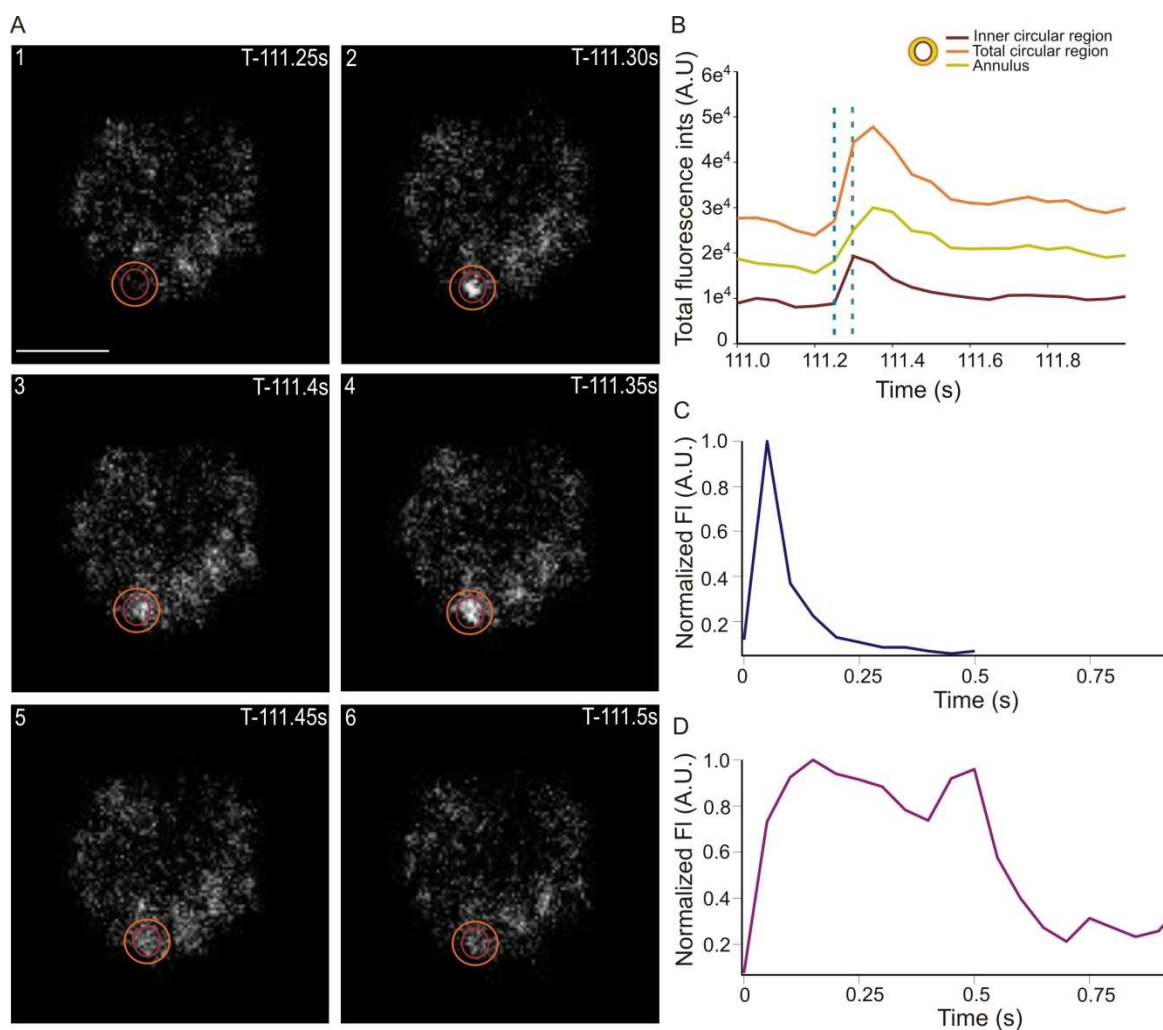 A
1 T-111.25s
2 T-111.30s
3 T-111.4s
4 T-111.35s
5 T-111.45s
6 T-111.5s
B
Inner circular region
Total circular region
Annulus
Total fluorescence ints (A.U)
6e⁴
5e⁴
4e⁴
3e⁴
2e⁴
1e⁴
0
111.0 111.2 111.4 111.6 111.8
Time (s)
C
Normalized FI (A.U.)
1.0
0.8
0.6
0.4
0.2
0 0.25 0.5 0.75
Time (s)
D
Normalized FI (A.U.)
1.0
0.8
0.6
0.4
0.2
0 0.25 0.5 0.75
Time (s)